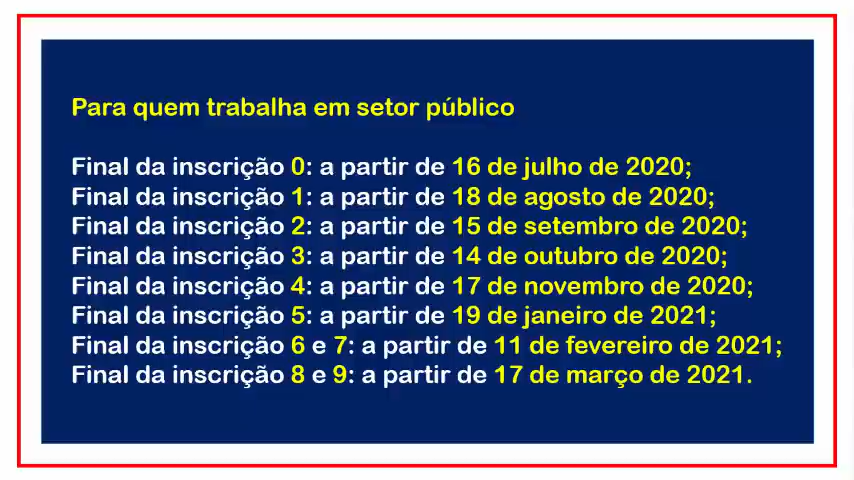 Para quem trabalha em setor público
Final da inscrição 0: a partir de 16 de julho de 2020;
Final da inscrição 1: a partir de 18 de agosto de 2020;
Final da inscrição 2: a partir de 15 de setembro de 2020;
Final da inscrição 3: a partir de 14 de outubro de 2020;
Final da inscrição 4: a partir de 17 de novembro de 2020;
Final da inscrição 5: a partir de 19 de janeiro de 2021;
Final da inscrição 6 e 7: a partir de 11 de fevereiro de 2021;
Final da inscrição 8 e 9: a partir de 17 de março de 2021.